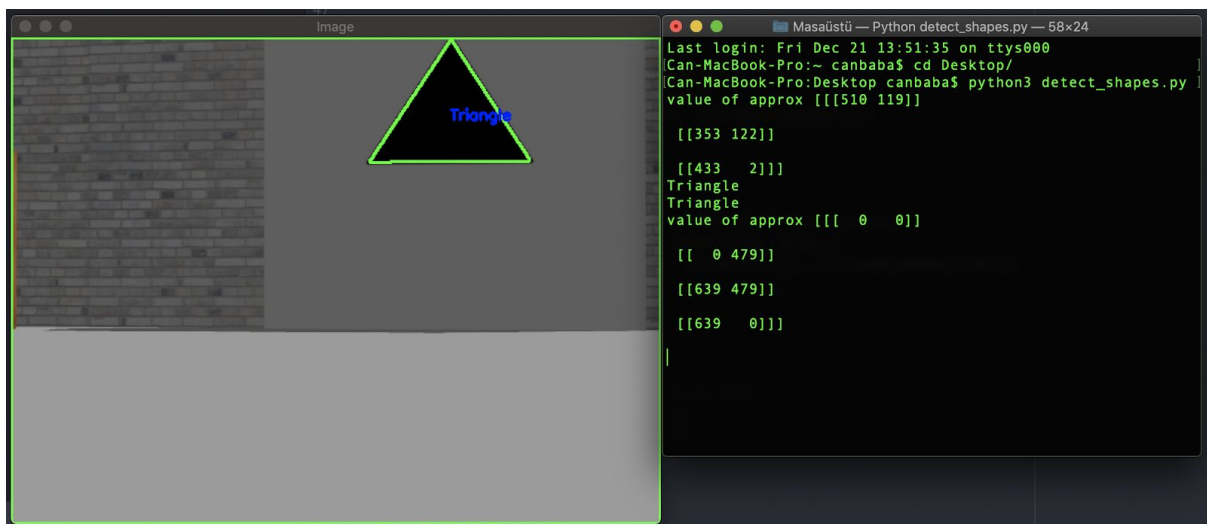 Image
Triangle
Masaüstü — Python detect_shapes.py — 58×24
Last login: Fri Dec 21 13:51:35 on ttys000
[Can-MacBook-Pro:~ canbaba$ cd Desktop/ ]
[Can-MacBook-Pro:Desktop canbaba$ python3 detect_shapes.py ]
value of approx [[[510 119]]
[[353 122]]
[[433   2]]]
Triangle
Triangle
value of approx [[[  0   0]]
[[  0 479]]
[[639 479]]
[[639   0]]]